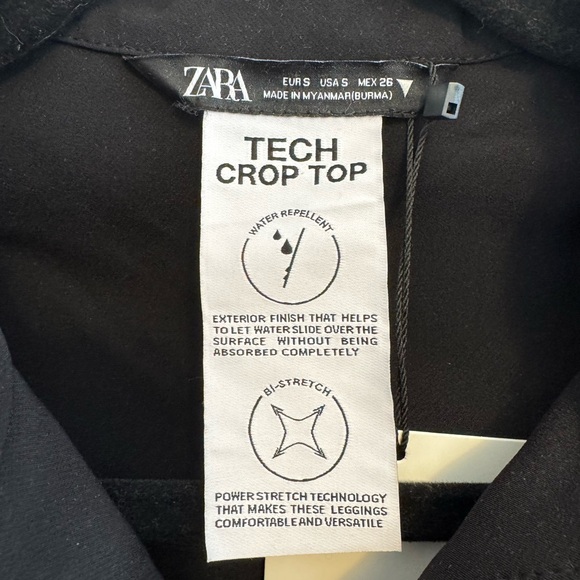 ZARA
EUR S USA S MEX 26
MADE IN MYANMAR(BURMA)
TECH
CROP TOP
WATER REPELLENT
EXTERIOR FINISH THAT HELPS
TO LET WATER SLIDE OVER THE
SURFACE WITHOUT BEING
ABSORBED COMPLETELY
BI-STRETCH
POWER STRETCH TECHNOLOGY
THAT MAKES THESE LEGGINGS
COMFORTABLE AND VERSATILE